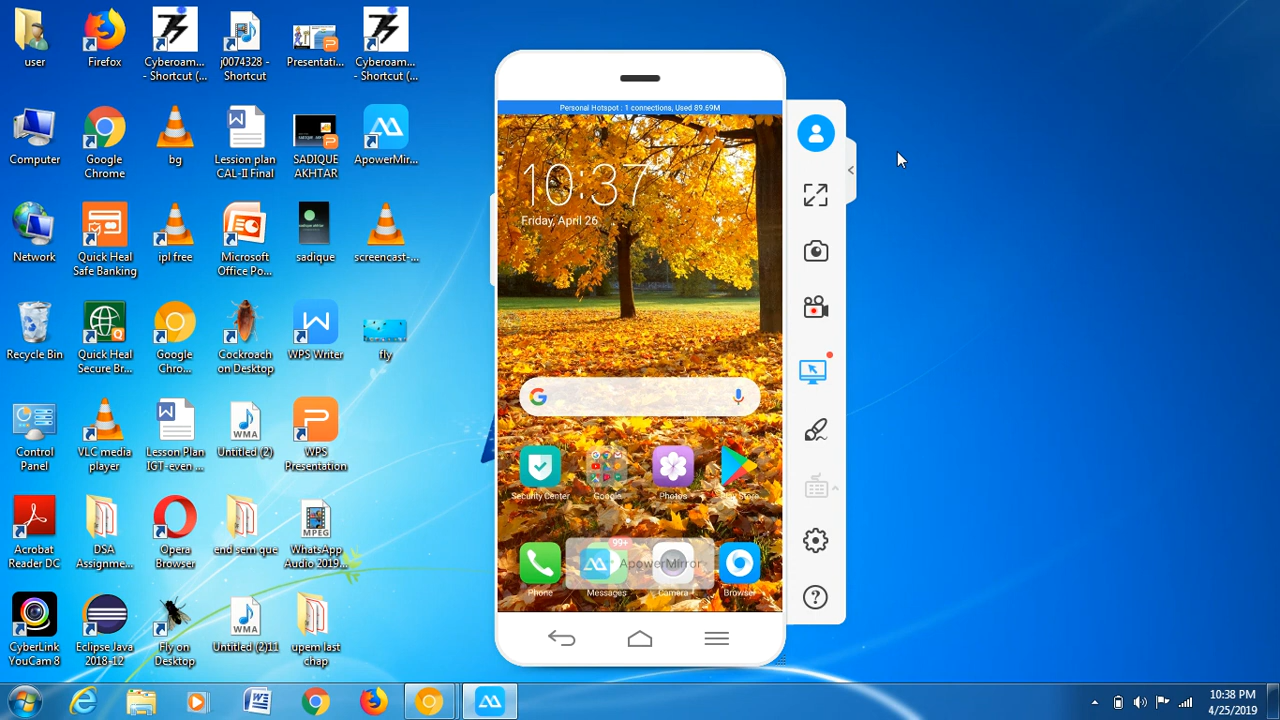 user
Firefox
Cyberoam...
- Shortcut (...
j0074328 -
Shortcut
Presentati...
Cyberoam...
- Shortcut (...
Computer
Google
Chrome
bg
Lession plan
CAL-II Final
SADIQUE
AKHTAR
ApowerMir...
Network
Quick Heal
Safe Banking
ipl free
Microsoft
Office Po...
sadique
screencast-...
Recycle Bin
Quick Heal
Secure Br...
Google
Chro...
Cockroach
on Desktop
WPS Writer
fly
Control
Panel
VLC media
player
Lesson Plan
IGT-even ...
WMA
Untitled (2)
WPS
Presentation
Acrobat
Reader DC
DSA
Assignme...
Opera
Browser
end sem que
MPEG
WhatsApp
Audio 2019...
CyberLink
YouCam 8
Eclipse Java
2018-12
Fly on
Desktop
WMA
Untitled (2)11
upem last
chap
Personal Hotspot : 1 connections, Used 89.69M
10:37
Friday, April 26
Security Center
Google
Photos
Play Store
99+
ApowerMirror
Phone
Messages
Camera
Browser
10:38 PM
4/25/2019